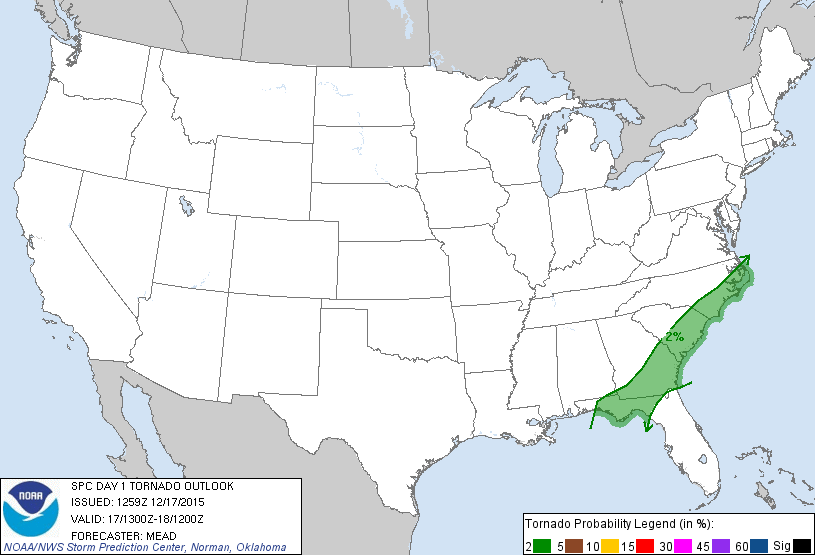 2%
NOAA
SPC DAY 1 TORNADO OUTLOOK
ISSUED: 1259Z 12/17/2015
VALID: 17/1300Z-18/1200Z
FORECASTER: MEAD
NOAA/NWS Storm Prediction Center, Norman, Oklahoma
Tornado Probability Legend (in %):
2 5 10 15 30 45 60 Sig